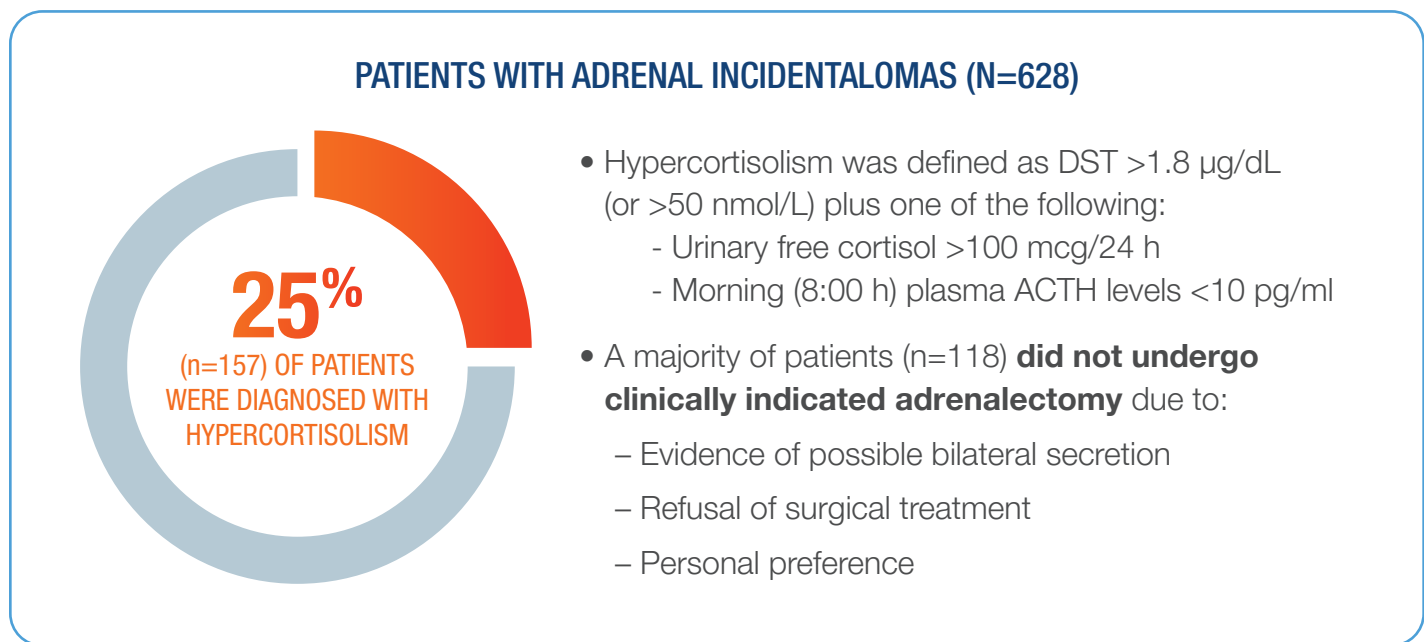 PATIENTS WITH ADRENAL INCIDENTALOMAS (N=628)
25%
(n=157) OF PATIENTS
WERE DIAGNOSED WITH
HYPERCORTISOLISM
• Hypercortisolism was defined as DST >1.8 µg/dL
(or >50 nmol/L) plus one of the following:
- Urinary free cortisol >100 mcg/24 h
- Morning (8:00 h) plasma ACTH levels <10 pg/ml
• A majority of patients (n=118) did not undergo
clinically indicated adrenalectomy due to:
– Evidence of possible bilateral secretion
– Refusal of surgical treatment
– Personal preference